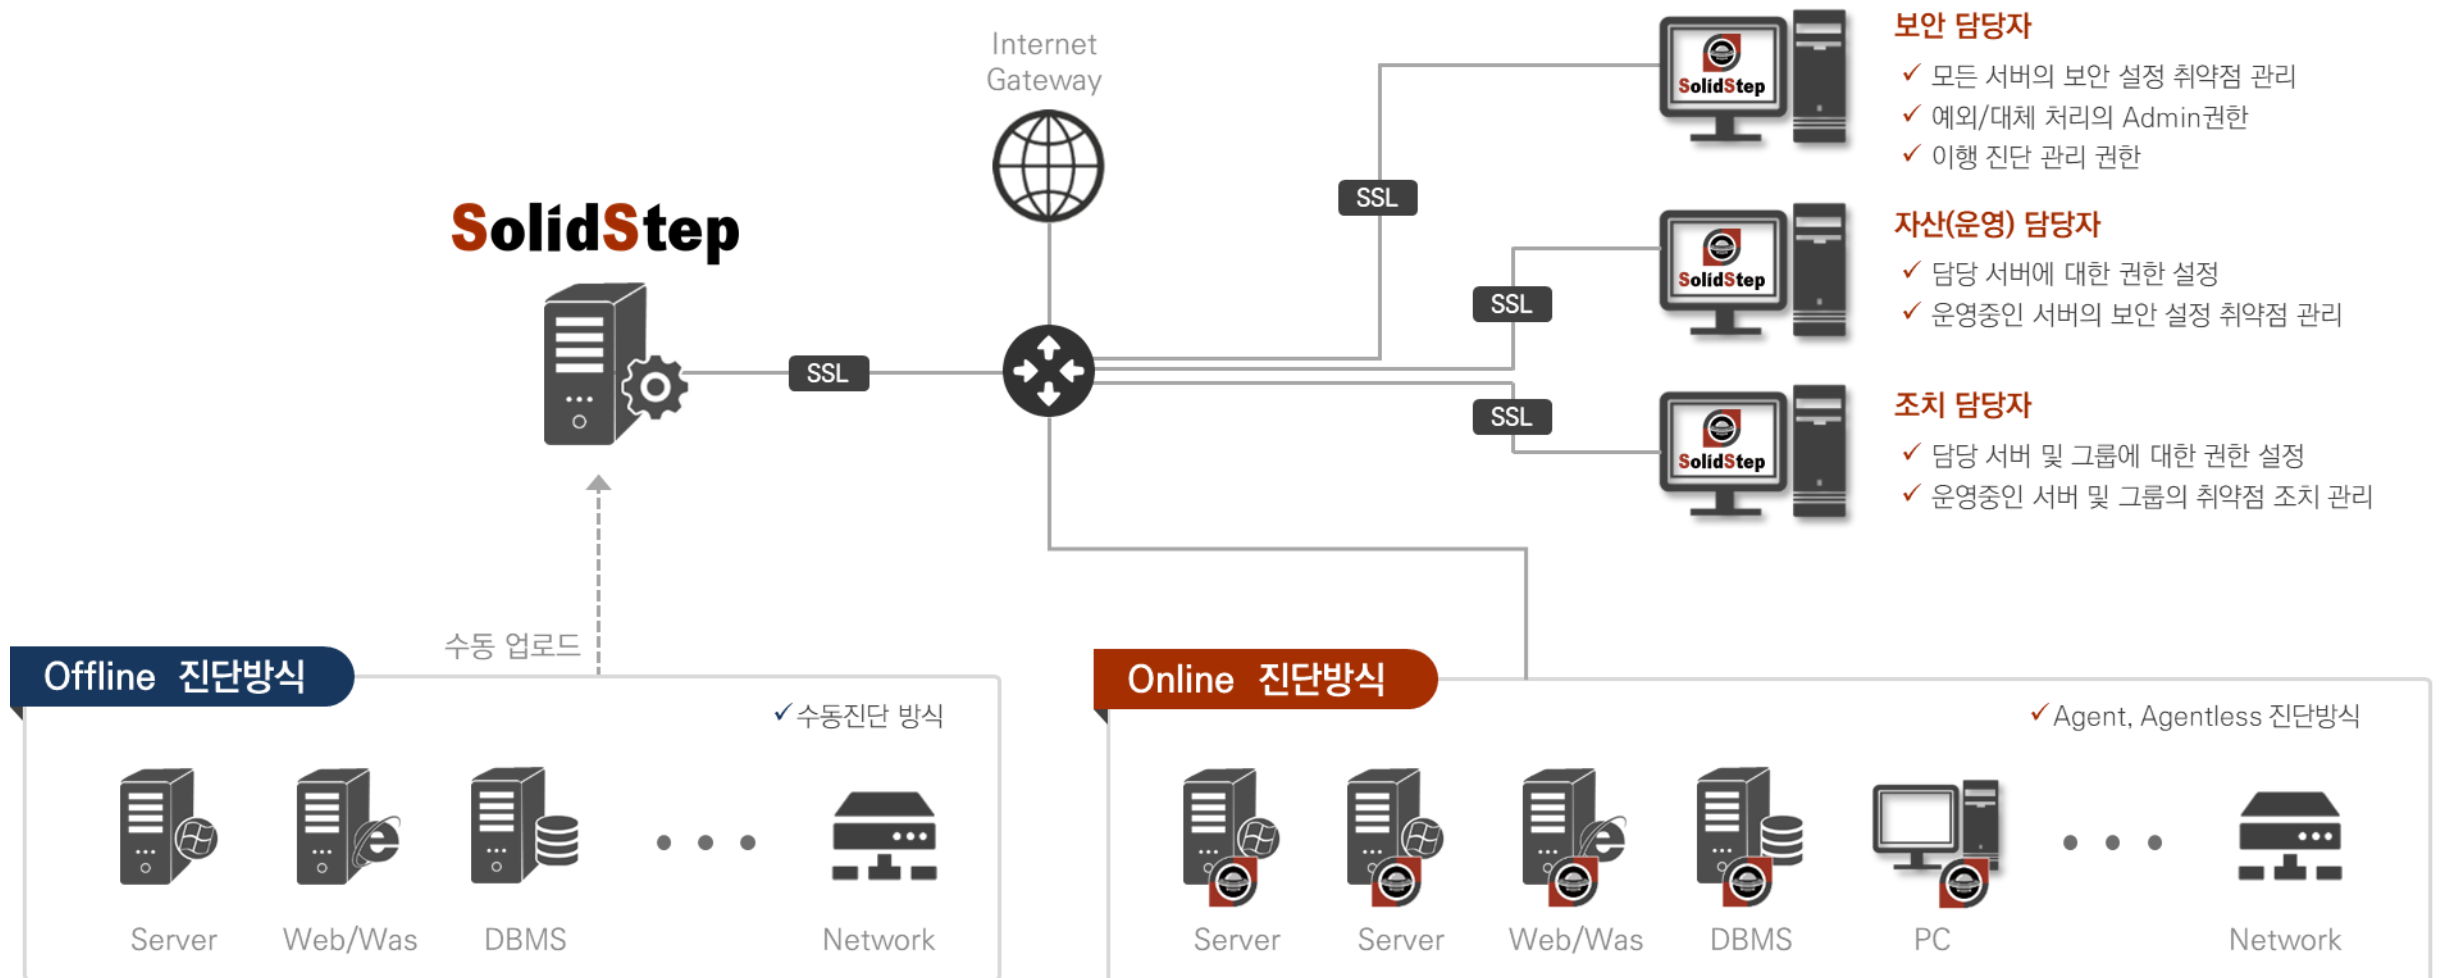 Internet
Gateway
SolidStep
SSL
SSL
SSL
SSL
SolidStep
보안 담당자
✓ 모든 서버의 보안 설정 취약점 관리
✓ 예외/대체 처리의 Admin권한
✓ 이행 진단 관리 권한
SolidStep
자산(운영) 담당자
✓ 담당 서버에 대한 권한 설정
✓ 운영중인 서버의 보안 설정 취약점 관리
SolidStep
조치 담당자
✓ 담당 서버 및 그룹에 대한 권한 설정
✓ 운영중인 서버 및 그룹의 취약점 조치 관리
수동 업로드
Offline 진단방식
✓수동진단 방식
Server Web/Was DBMS • • • Network
Online 진단방식
✓Agent, Agentless 진단방식
Server Server Web/Was DBMS PC • • • Network